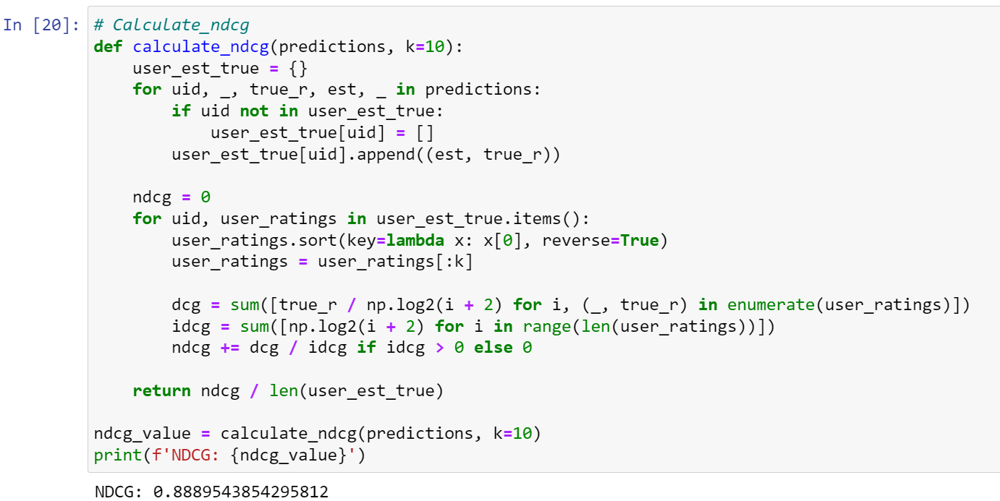 In [20]: # Calculate_ndcg
def calculate_ndcg(predictions, k=10):
    user_est_true = {}
    for uid, _, true_r, est, _ in predictions:
        if uid not in user_est_true:
            user_est_true[uid] = []
        user_est_true[uid].append((est, true_r))

    ndcg = 0
    for uid, user_ratings in user_est_true.items():
        user_ratings.sort(key=lambda x: x[0], reverse=True)
        user_ratings = user_ratings[:k]

        dcg = sum([true_r / np.log2(i + 2) for i, (_, true_r) in enumerate(user_ratings)])
        idcg = sum([np.log2(i + 2) for i in range(len(user_ratings))])
        ndcg += dcg / idcg if idcg > 0 else 0

    return ndcg / len(user_est_true)

ndcg_value = calculate_ndcg(predictions, k=10)
print(f'NDCG: {ndcg_value}')
NDCG: 0.8889543854295812